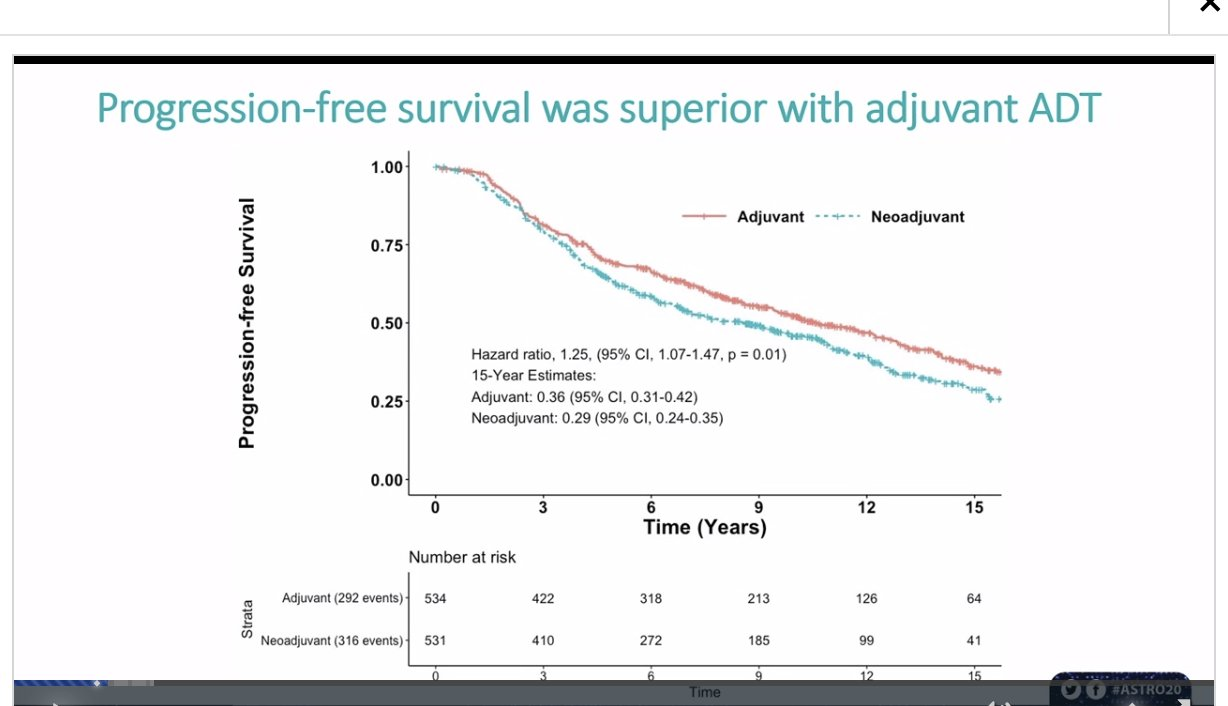 Progression-free survival was superior with adjuvant ADT
Progression-free Survival
1.00
0.75
0.50
0.25
0.00
Adjuvant
Neoadjuvant
Hazard ratio, 1.25, (95% CI, 1.07-1.47, p = 0.01)
15-Year Estimates:
Adjuvant: 0.36 (95% CI, 0.31-0.42)
Neoadjuvant: 0.29 (95% CI, 0.24-0.35)
0 3 6 9 12 15
Time (Years)
Number at risk
Strata
Adjuvant (292 events) 534 422 318 213 126 64
Neoadjuvant (316 events) 531 410 272 185 99 41
0 3 6 9 12 15
Time
#ASTRO20